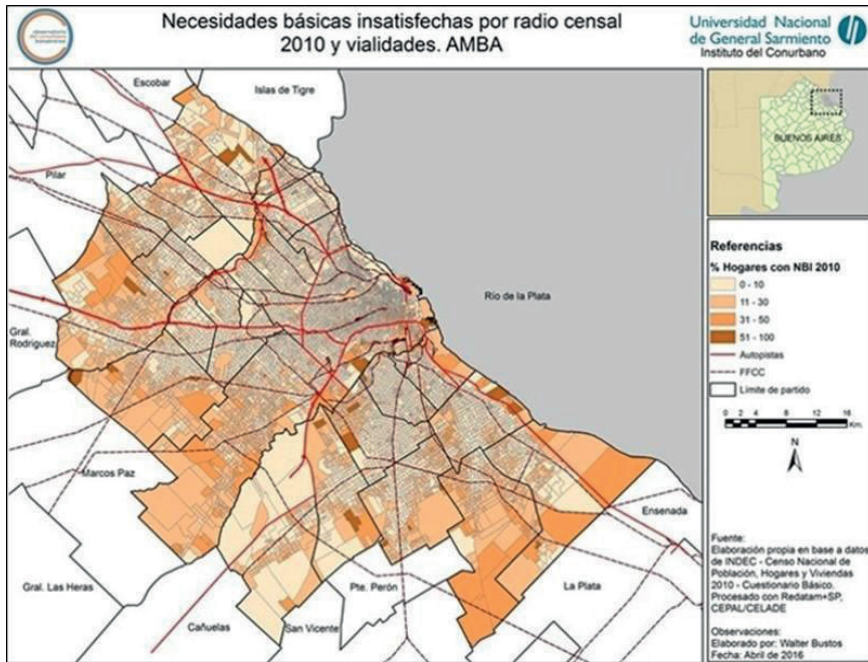 Necesidades básicas insatisfechas por radio censal
2010 y vialidades. AMBA
Universidad Nacional
de General Sarmiento
Instituto del Conurbano
Escobar
Islas de Tigre
Pilar
BUENOS AIRES
Río de la Plata
Gral.
Rodriguez
Marcos Paz
Ensenada
Gral. Las Heras
Pte. Perón
La Plata
Cañuelas
San Vicente
Referencias
% Hogares con NBI 2010
0 - 10
11 - 30
31 - 50
51 - 100
Autopistas
FFCC
Límite de partido
0 2 4 8 12 16
Km.
N
Fuente:
Elaboración propia en base a datos
de INDEC - Censo Nacional de
Población, Hogares y Viviendas
2010 - Cuestionario Básico.
Procesado con Redatam+SP,
CEPAL/CELADE
Observaciones:
Elaborado por: Walter Bustos
Fecha: Abril de 2016